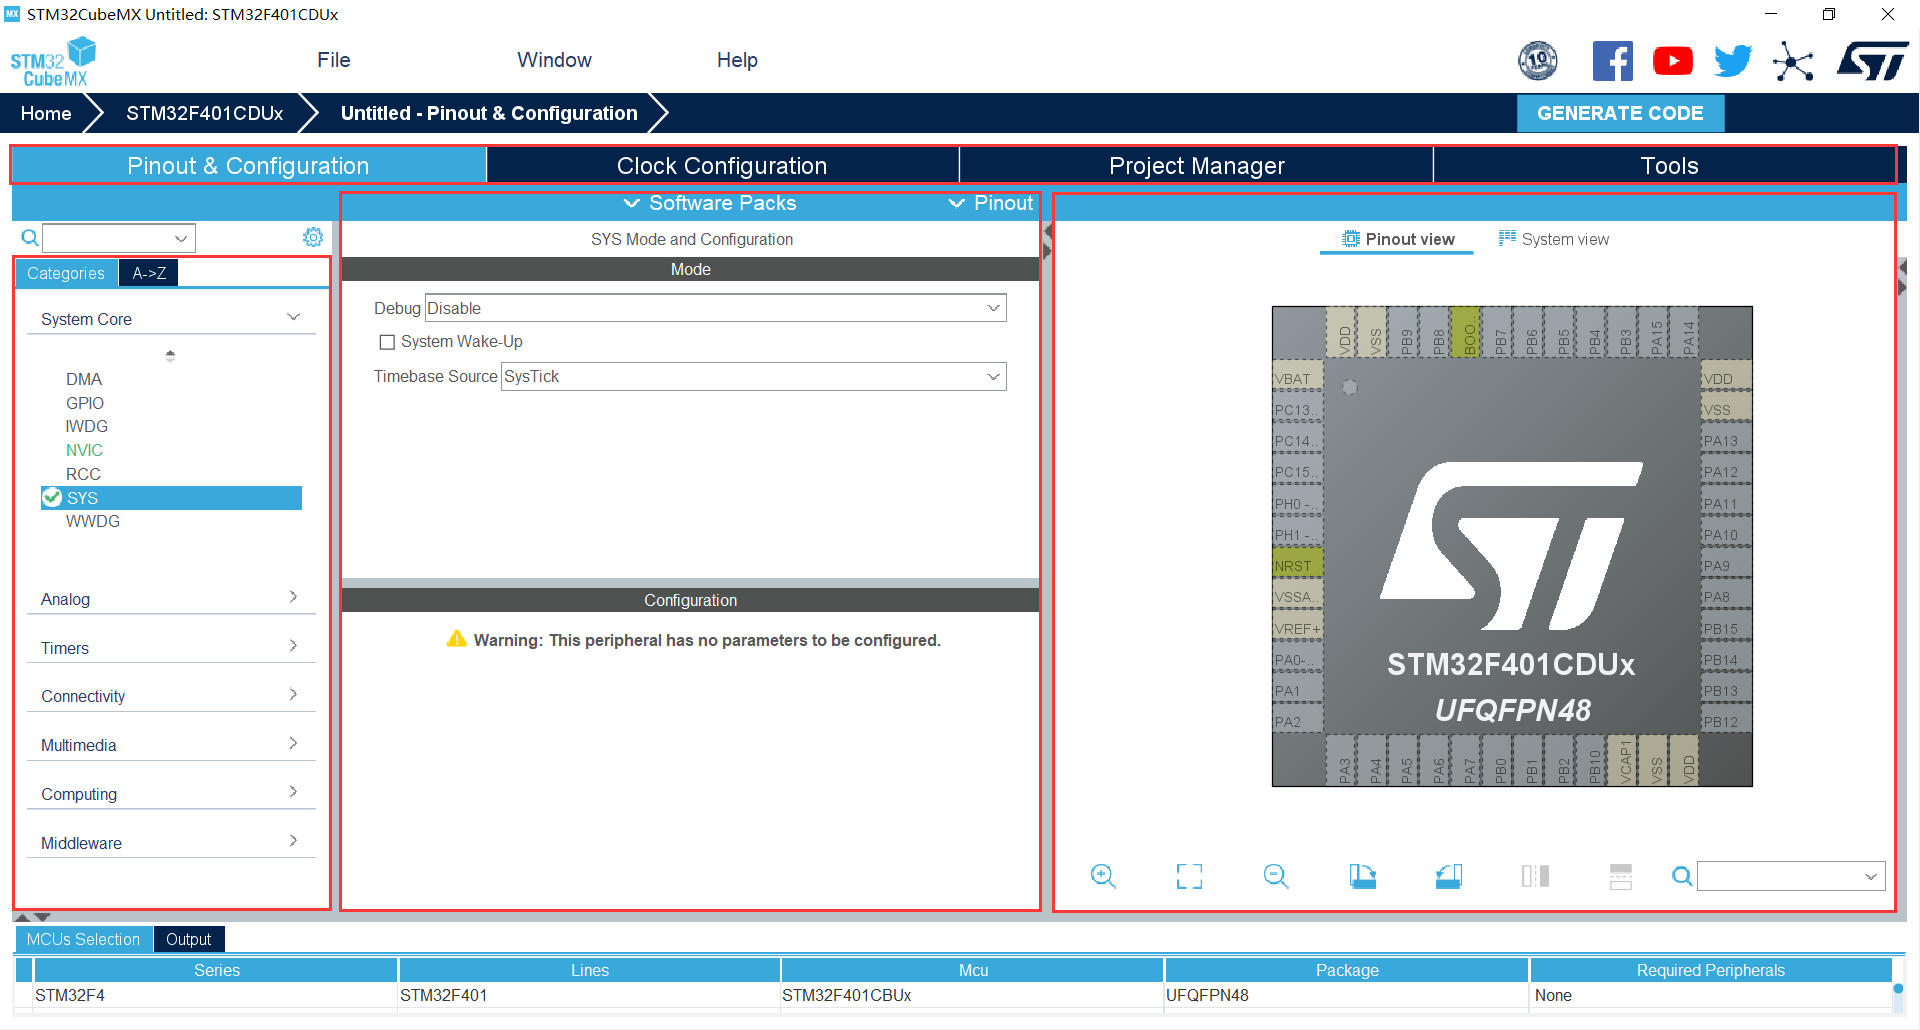 MX STM32CubeMX Untitled: STM32F401CDUx
STM32 CubeMX
File Window Help
10
ST
Home STM32F401CDUx Untitled - Pinout & Configuration GENERATE CODE
Pinout & Configuration Clock Configuration Project Manager Tools
Software Packs Pinout
Categories A->Z
System Core
DMA
GPIO
IWDG
NVIC
RCC
SYS
WWDG
Analog
Timers
Connectivity
Multimedia
Computing
Middleware
SYS Mode and Configuration
Mode
Debug Disable
System Wake-Up
Timebase Source SysTick
Configuration
Warning: This peripheral has no parameters to be configured.
Pinout view System view
VDD VSS PB9 PB8 BOO.. PB7 PB6 PB5 PB4 PB3 PA15 PA14
VBAT
PC13..
PC14..
PC15..
PH0 -..
PH1 -..
NRST
VSSA..
VREF+
PA0-..
PA1
PA2
VDD
VSS
PA13
PA12
PA11
PA10
PA9
PA8
PB15
PB14
PB13
PB12
ST
STM32F401CDUx
UFQFPN48
PA3 PA4 PA5 PA6 PA7 PB0 PB1 PB2 PB10 VCAP1 VSS VDD
MCUs Selection Output
Series Lines Mcu Package Required Peripherals
STM32F4 STM32F401 STM32F401CBUx UFQFPN48 None